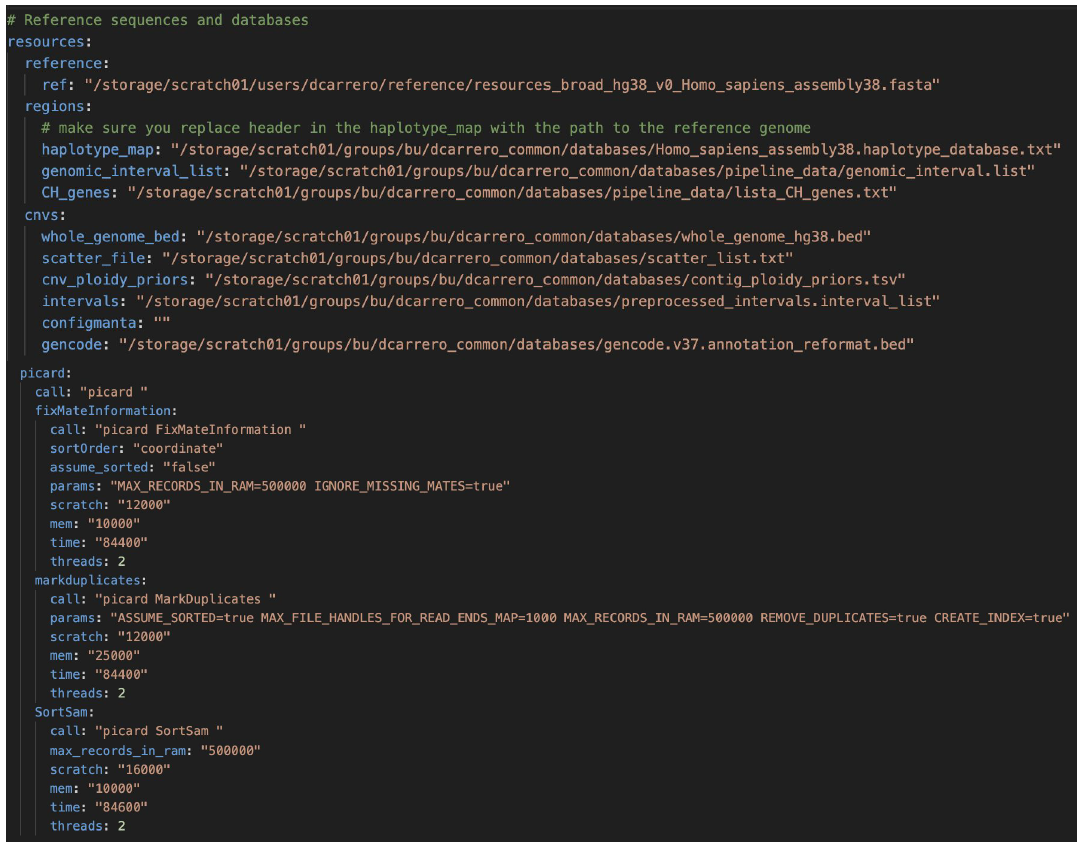 # Reference sequences and databases
resources:
reference:
ref: "/storage/scratch01/users/dcarrero/reference/resources_broad_hg38_v0_Homo_sapiens_assembly38.fasta"
regions:
# make sure you replace header in the haplotype_map with the path to the reference genome
haplotype_map: "/storage/scratch01/groups/bu/dcarrero_common/databases/Homo_sapiens_assembly38.haplotype_database.txt"
genomic_interval_list: "/storage/scratch01/groups/bu/dcarrero_common/databases/pipeline_data/genomic_interval.list"
CH_genes: "/storage/scratch01/groups/bu/dcarrero_common/databases/pipeline_data/lista_CH_genes.txt"
cnvs:
whole_genome_bed: "/storage/scratch01/groups/bu/dcarrero_common/databases/whole_genome_hg38.bed"
scatter_file: "/storage/scratch01/groups/bu/dcarrero_common/databases/scatter_list.txt"
cnv_ploidy_priors: "/storage/scratch01/groups/bu/dcarrero_common/databases/contig_ploidy_priors.tsv"
intervals: "/storage/scratch01/groups/bu/dcarrero_common/databases/preprocessed_intervals.interval_list"
configmanta: ""
gencode: "/storage/scratch01/groups/bu/dcarrero_common/databases/gencode.v37.annotation_reformat.bed"
picard:
call: "picard "
fixMateInformation:
call: "picard FixMateInformation "
sortOrder: "coordinate"
assume_sorted: "false"
params: "MAX_RECORDS_IN_RAM=500000 IGNORE_MISSING_MATES=true"
scratch: "12000"
mem: "10000"
time: "84400"
threads: 2
markduplicates:
call: "picard MarkDuplicates "
params: "ASSUME_SORTED=true MAX_FILE_HANDLES_FOR_READ_ENDS_MAP=1000 MAX_RECORDS_IN_RAM=500000 REMOVE_DUPLICATES=true CREATE_INDEX=true"
scratch: "12000"
mem: "25000"
time: "84400"
threads: 2
SortSam:
call: "picard SortSam "
max_records_in_ram: "500000"
scratch: "16000"
mem: "10000"
time: "84600"
threads: 2